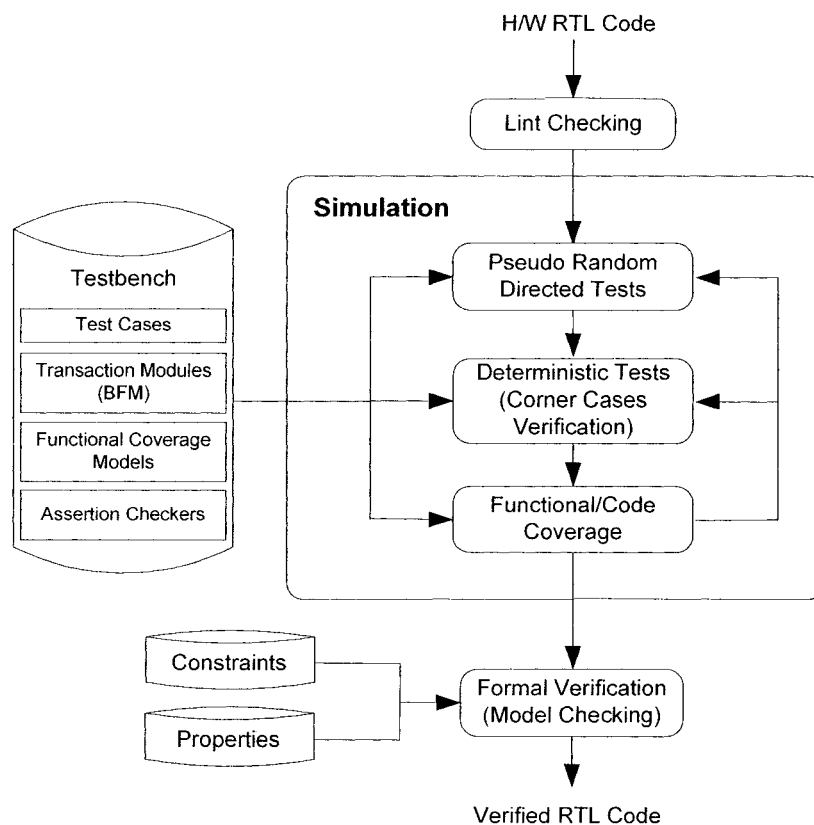 H/W RTL Code
Lint Checking
Simulation
Pseudo Random
Directed Tests
Testbench
Test Cases
Transaction Modules
(BFM)
Functional Coverage
Models
Assertion Checkers
Deterministic Tests
(Corner Cases
Verification)
Functional/Code
Coverage
Constraints
Properties
Formal Verification
(Model Checking)
Verified RTL Code